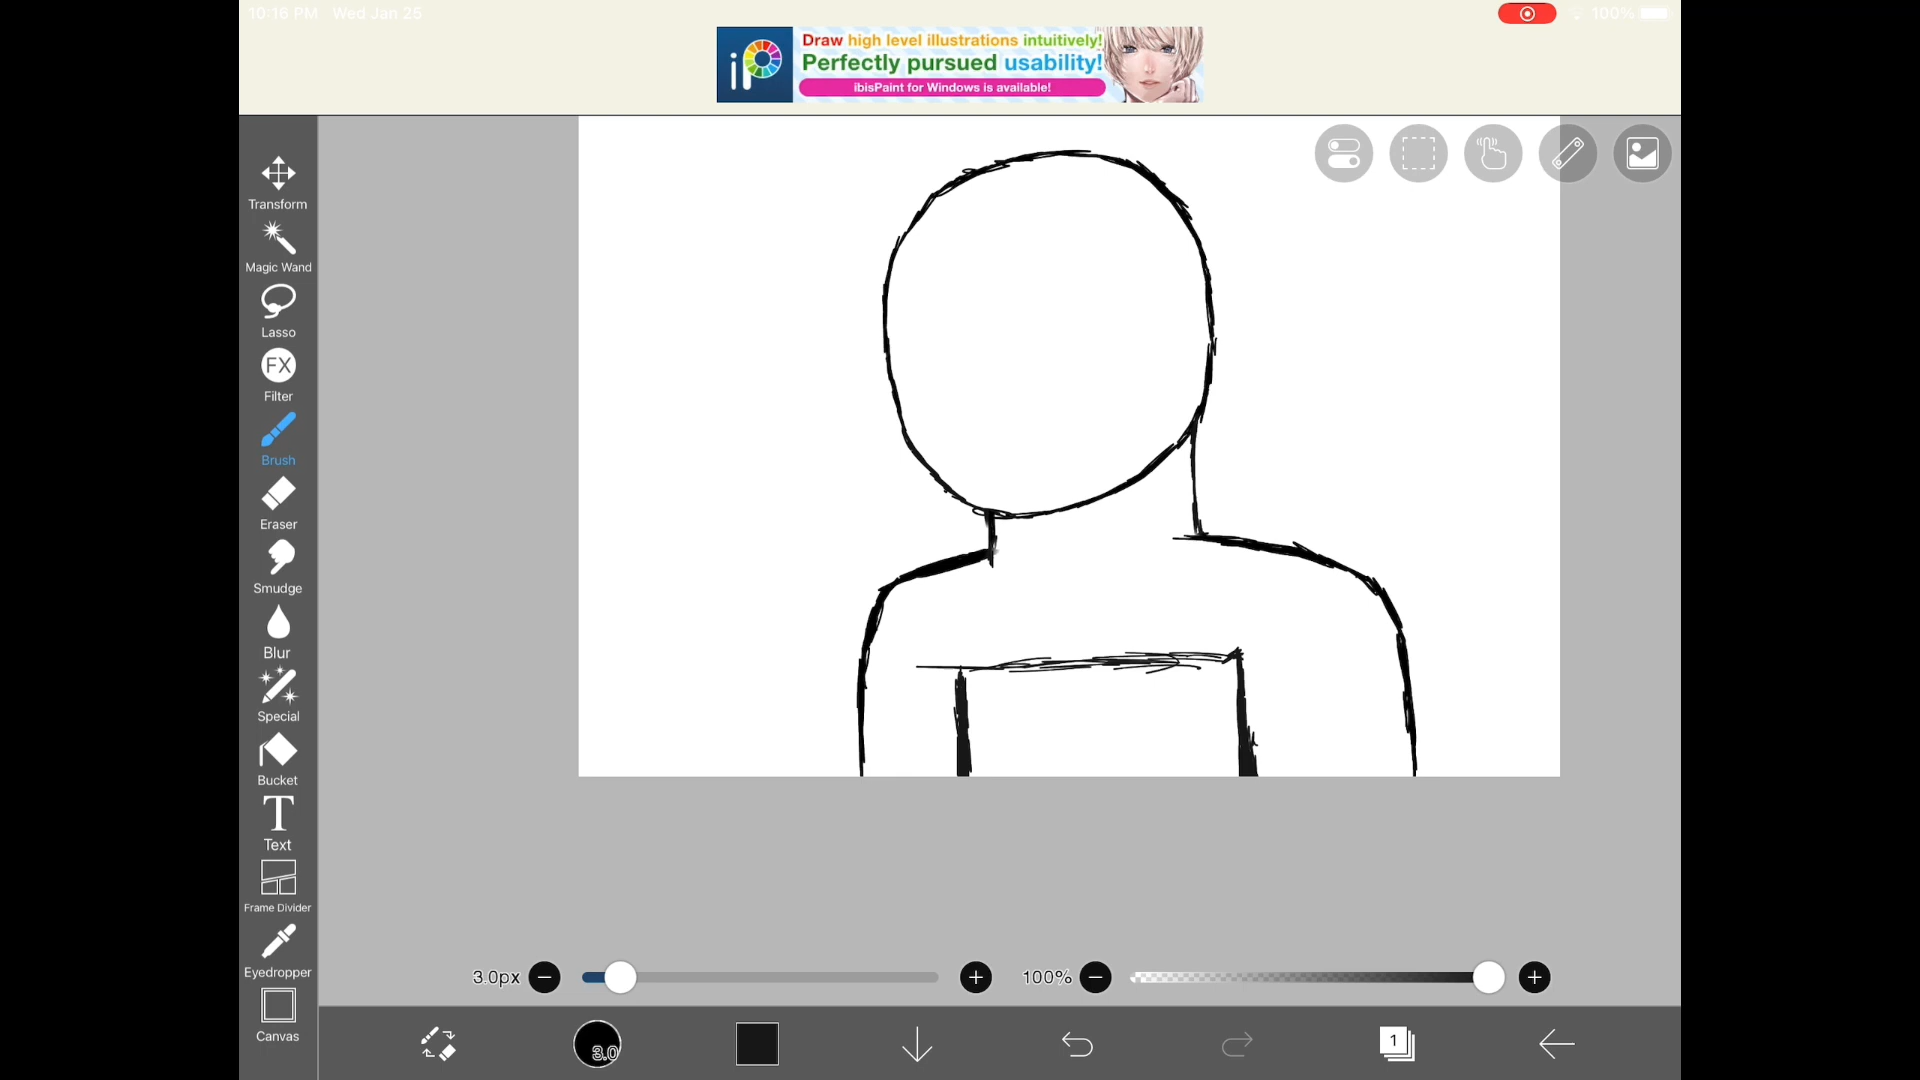 10:16 PM Wed Jan 25
100%
iP
Draw high level illustrations intuitively!
Perfectly pursued usability!
ibisPaint for Windows is available!
Transform
Magic Wand
Lasso
FX
Filter
Brush
Eraser
Smudge
Blur
Special
Bucket
T
Text
Frame Divider
Eyedropper
Canvas
3.0px
100%
3.0
1